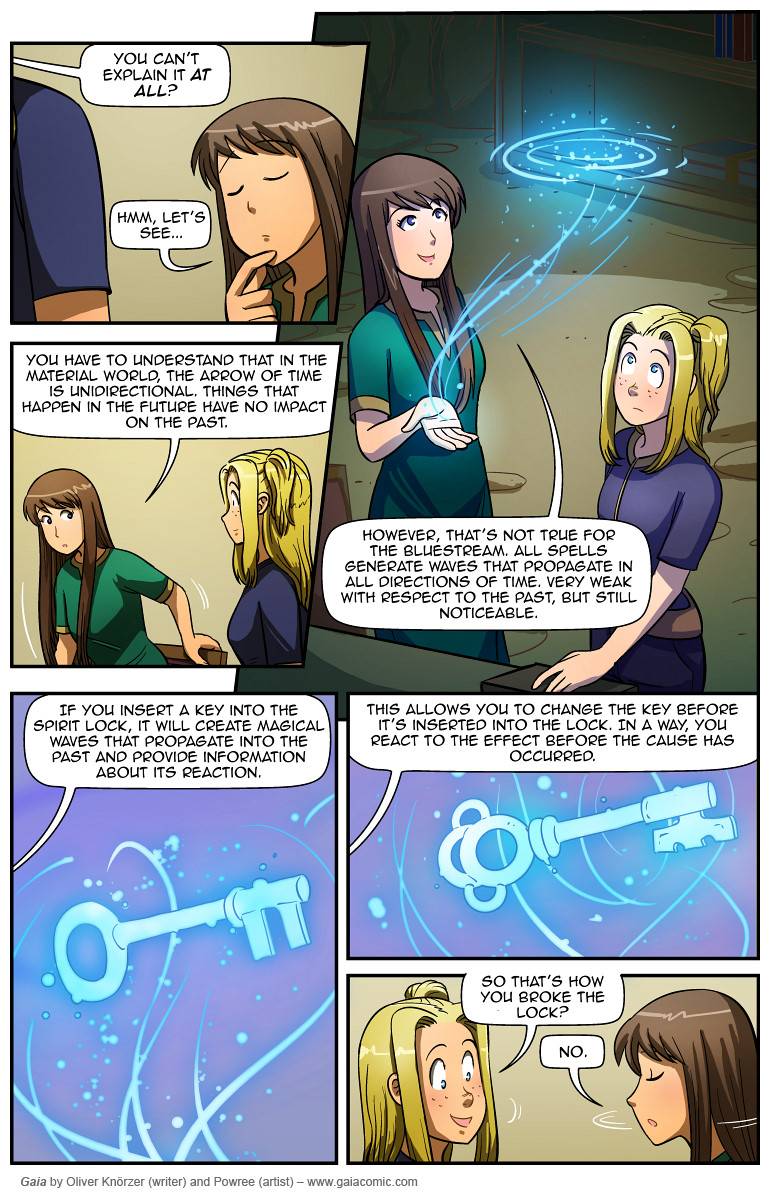 YOU CAN'T
EXPLAIN IT AT
ALL?
HMM, LET'S
SEE...
YOU HAVE TO UNDERSTAND THAT IN THE
MATERIAL WORLD, THE ARROW OF TIME
IS UNIDIRECTIONAL. THINGS THAT
HAPPEN IN THE FUTURE HAVE NO IMPACT
ON THE PAST.
HOWEVER, THAT'S NOT TRUE FOR
THE BLUESTREAM. ALL SPELLS
GENERATE WAVES THAT PROPAGATE IN
ALL DIRECTIONS OF TIME. VERY WEAK
WITH RESPECT TO THE PAST, BUT STILL
NOTICEABLE.
IF YOU INSERT A KEY INTO THE
SPIRIT LOCK, IT WILL CREATE MAGICAL
WAVES THAT PROPAGATE INTO THE
PAST AND PROVIDE INFORMATION
ABOUT ITS REACTION.
THIS ALLOWS YOU TO CHANGE THE KEY BEFORE
IT'S INSERTED INTO THE LOCK. IN A WAY, YOU
REACT TO THE EFFECT BEFORE THE CAUSE HAS
OCCURRED.
SO THAT'S HOW
YOU BROKE THE
LOCK?
NO.
Gaia by Oliver Knörzer (writer) and Powree (artist) – www.gaiacomic.com